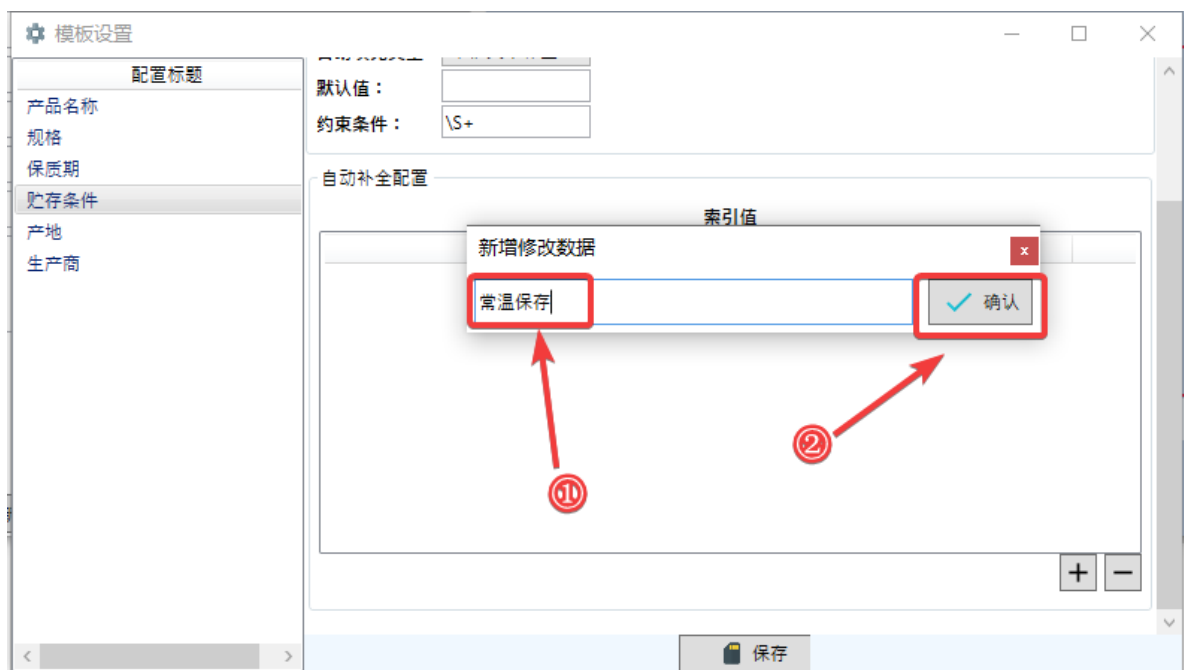 模板设置
配置标题
产品名称
规格
保质期
贮存条件
产地
生产商
默认值：
约束条件：
\S+
自动补全配置
索引值
新增修改数据
x
常温保存
确认
①
②
保存